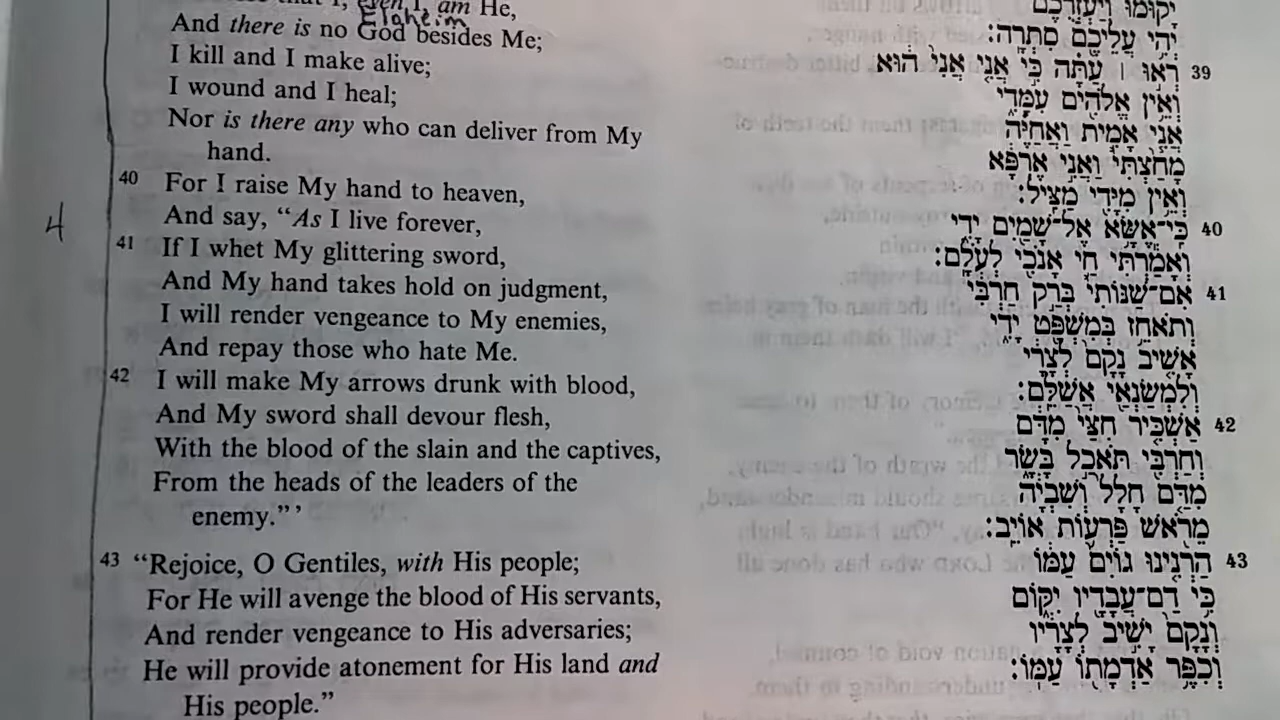 even I, am He,
Eloheim
And there is no God besides Me;
I kill and I make alive;
I wound and I heal;
Nor is there any who can deliver from My
hand.
40 For I raise My hand to heaven,
And say, “As I live forever,
4
41 If I whet My glittering sword,
And My hand takes hold on judgment,
I will render vengeance to My enemies,
And repay those who hate Me.
42 I will make My arrows drunk with blood,
And My sword shall devour flesh,
With the blood of the slain and the captives,
From the heads of the leaders of the
enemy.” ’
43 “Rejoice, O Gentiles, with His people;
For He will avenge the blood of His servants,
And render vengeance to His adversaries;
He will provide atonement for His land and
His people.”
יָק֙וּמוּ֙ וְיַעְזְרֻכֶ֔ם
יְהִ֥י עֲלֵיכֶ֖ם סִתְרָֽה׃
39 רְא֣וּ ׀ עַתָּ֗ה כִּ֣י אֲנִ֤י אֲנִי֙ ה֔וּא
וְאֵ֥ין אֱלֹהִ֖ים עִמָּדִ֑י
אֲנִ֧י אָמִ֣ית וַאֲחַיֶּ֗ה
מָחַ֙צְתִּי֙ וַאֲנִ֣י אֶרְפָּ֔א
וְאֵ֥ין מִיָּדִ֖י מַצִּֽיל׃
40 כִּֽי־אֶשָּׂ֥א אֶל־שָׁמַ֖יִם יָדִ֑י
וְאָמַ֕רְתִּי חַ֥י אָנֹכִ֖י לְעֹלָֽם׃
41 אִם־שַׁנּוֹתִי֙ בְּרַ֣ק חַרְבִּ֔י
וְתֹאחֵ֥ז בְּמִשְׁפָּ֖ט יָדִ֑י
אָשִׁ֤יב נָקָם֙ לְצָרָ֔י
וְלִמְשַׂנְאַ֖י אֲשַׁלֵּֽם׃
42 אַשְׁכִּ֤יר חִצַּי֙ מִדָּ֔ם
וְחַרְבִּ֖י תֹּאכַ֣ל בָּשָׂ֑ר
מִדַּ֤ם חָלָל֙ וְשִׁבְיָ֔ה
מֵרֹ֖אשׁ פַּרְע֥וֹת אוֹיֵֽב׃
43 הַרְנִ֤ינוּ גוֹיִם֙ עַמּ֔וֹ
כִּ֥י דַם־עֲבָדָ֖יו יִקּ֑וֹם
וְנָקָם֙ יָשִׁ֣יב לְצָרָ֔יו
וְכִפֶּ֥ר אַדְמָת֖וֹ עַמּֽוֹ׃